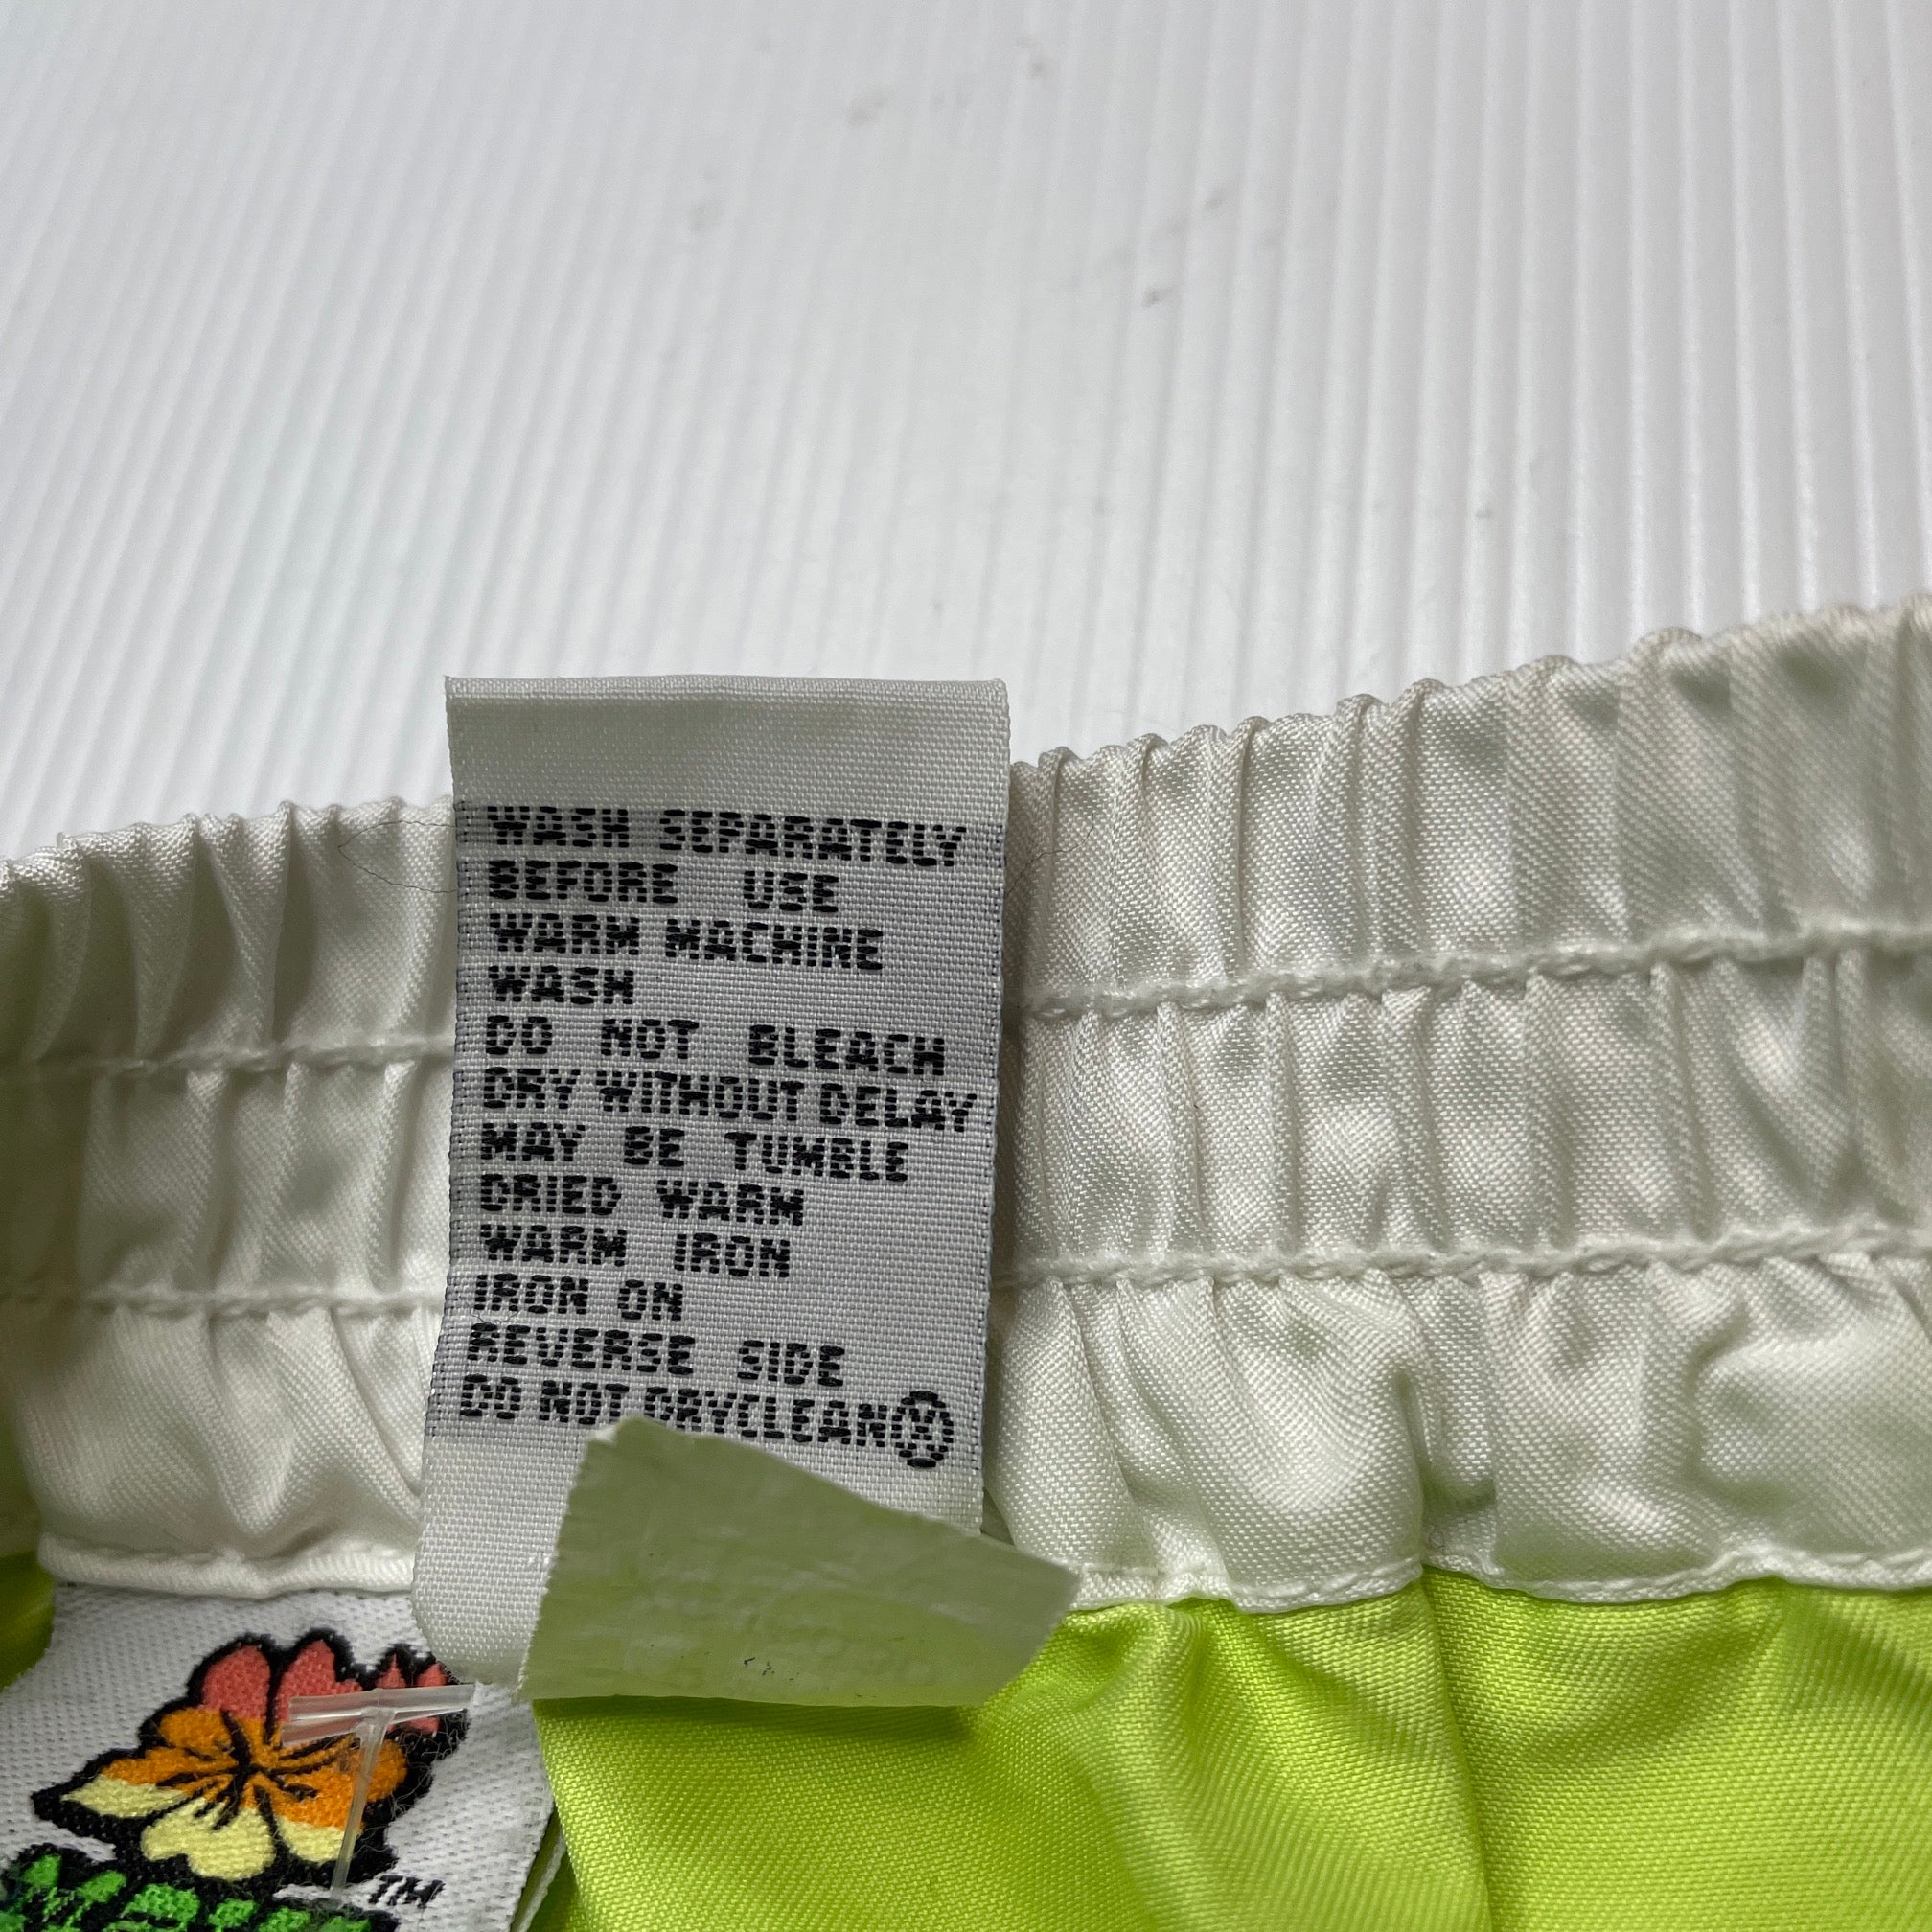 WASH SEPARATELY
BEFORE USE
WARM MACHINE
WASH
DO NOT BLEACH
DRY WITHOUT DELAY
MAY BE TUMBLE
DRIED WARM
WARM IRON
IRON ON
REVERSE SIDE
DO NOT DRYCLEAN Ⓧ
TM